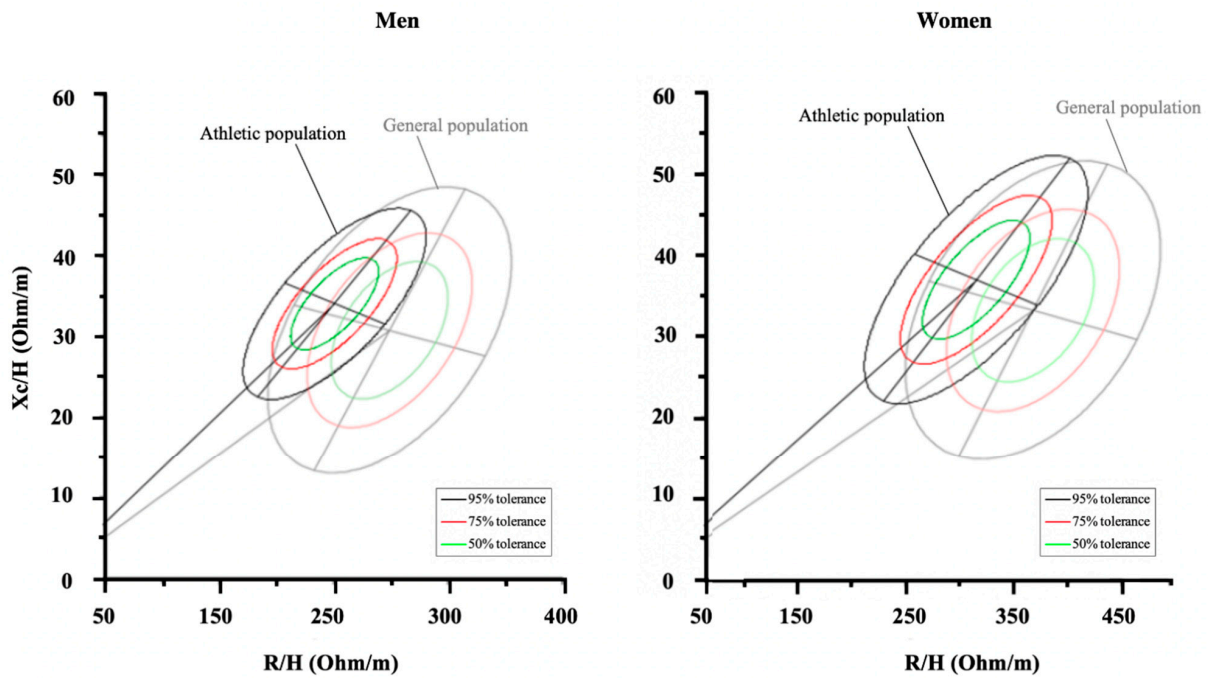 Men
Women
Athletic population
General population
Athletic population
General population
Xc/H (Ohm/m)
60
50
40
30
20
10
0
50
150
250
300
400
R/H (Ohm/m)
95% tolerance
75% tolerance
50% tolerance
60
50
40
30
20
10
0
50
150
250
350
450
R/H (Ohm/m)
95% tolerance
75% tolerance
50% tolerance